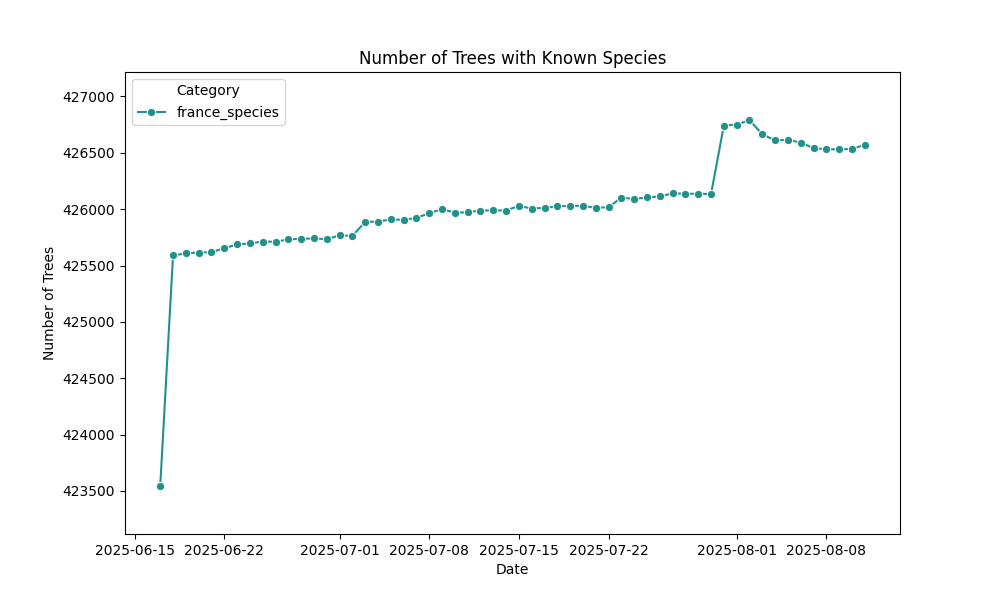 Number of Trees with Known Species
Category
france_species
427000
426500
426000
425500
425000
424500
424000
423500
Number of Trees
2025-06-15 2025-06-22 2025-07-01 2025-07-08 2025-07-15 2025-07-22 2025-08-01 2025-08-08
Date